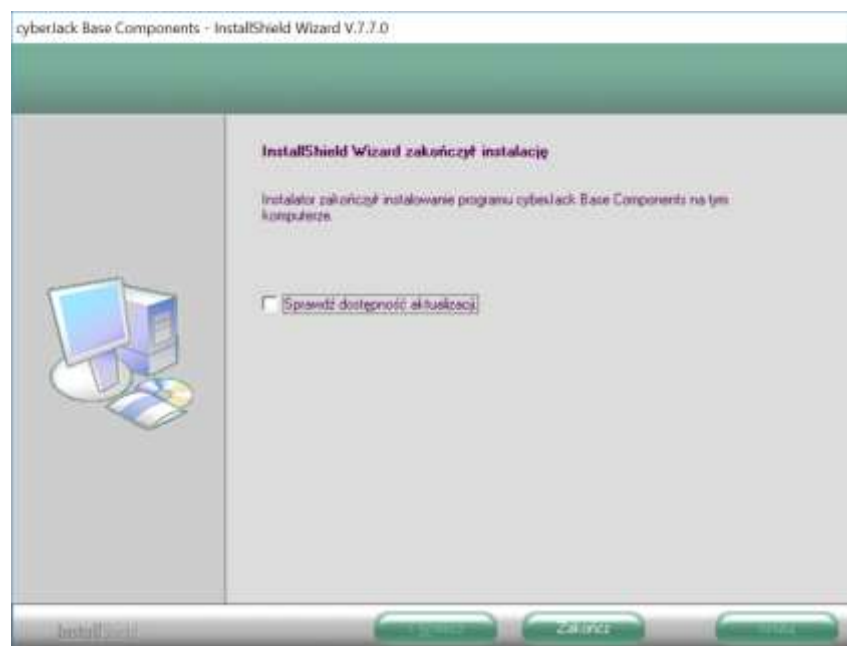 cyberJack Base Components - InstallShield Wizard V.7.7.0
InstallShield Wizard zakończył instalację
Instalator zakończył instalowanie programu cyberJack Base Components na tym
komputerze.
Sprawdź dostępność aktualizacji.
InstallShield
Zakończ